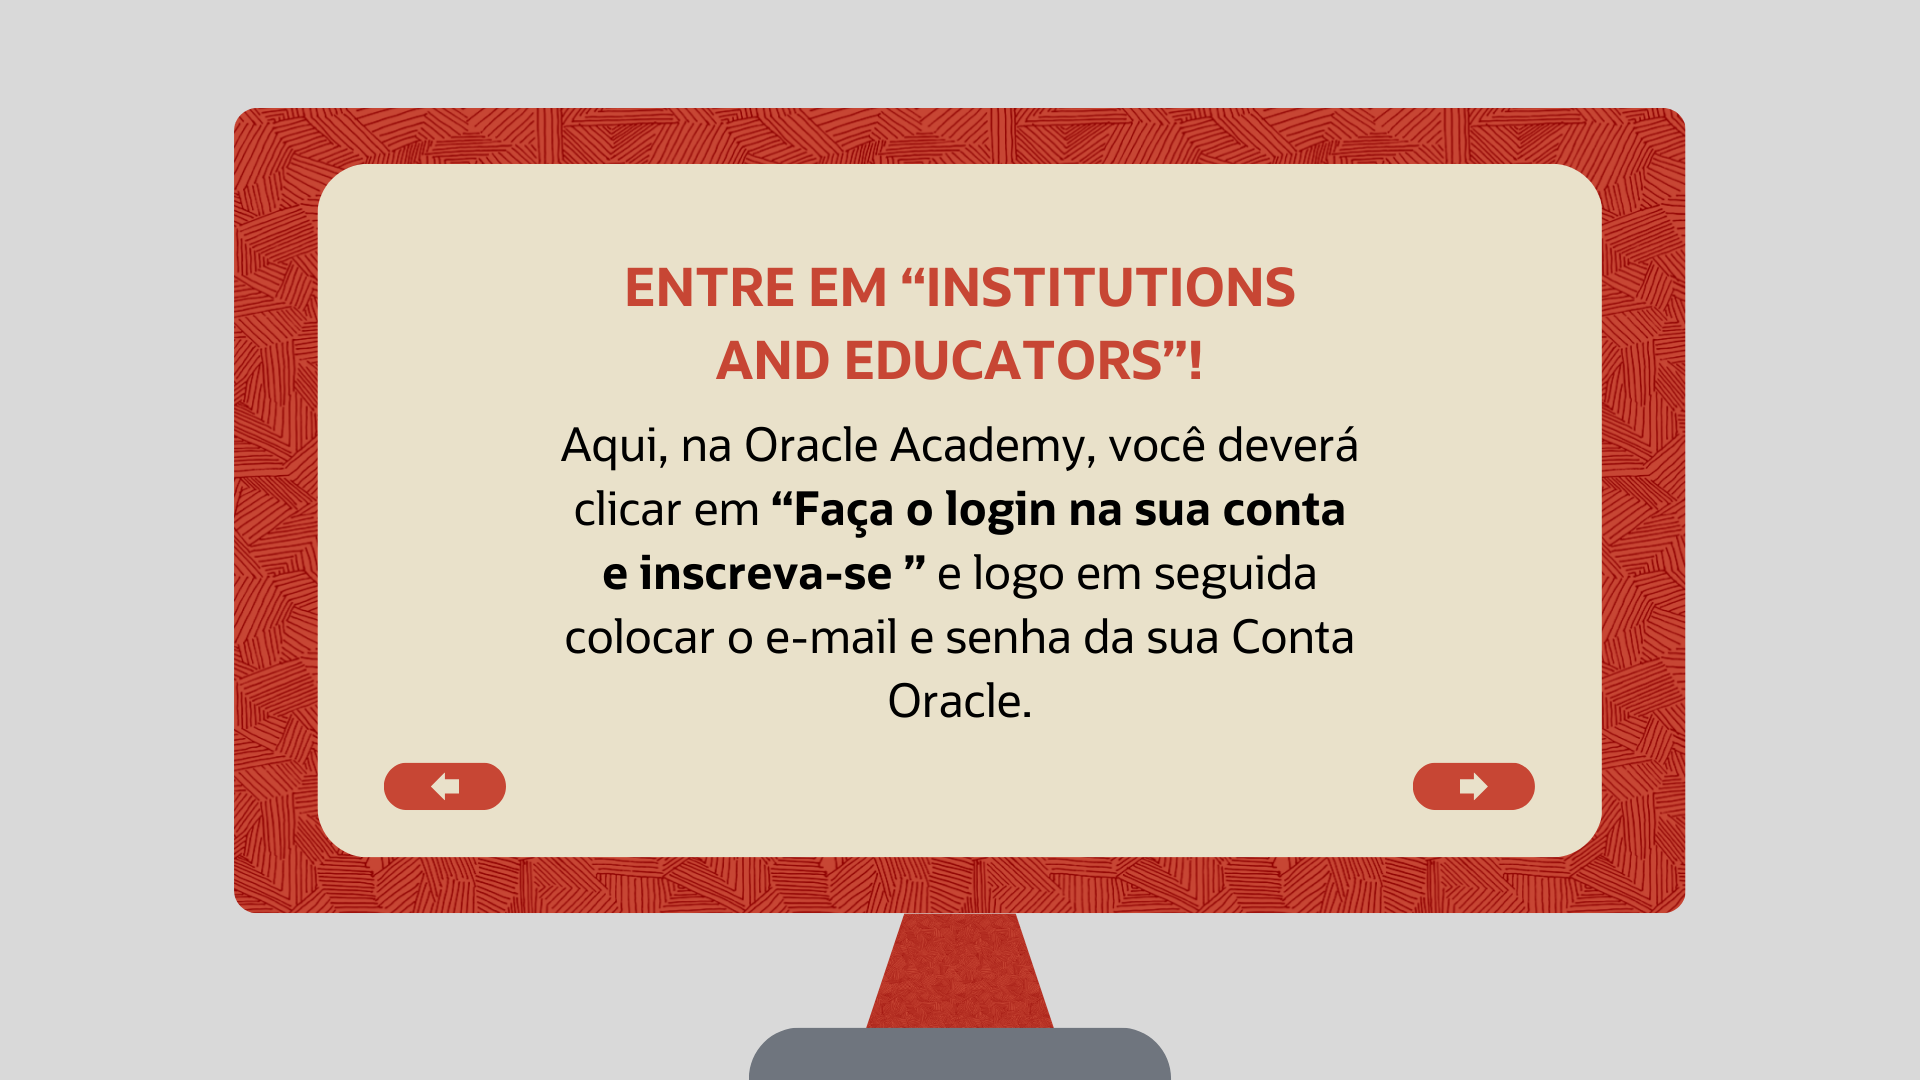 ENTRE EM “INSTITUTIONS
AND EDUCATORS”!
Aqui, na Oracle Academy, você deverá
clicar em “Faça o login na sua conta
e inscreva-se ” e logo em seguida
colocar o e-mail e senha da sua Conta
Oracle.